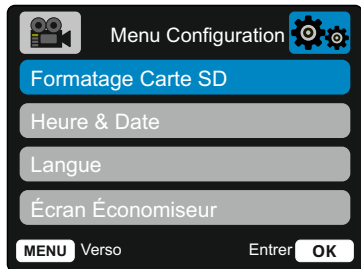 Menu Configuration
Formatage Carte SD
Heure & Date
Langue
Écran Économiseur
MENU Verso Entrer OK